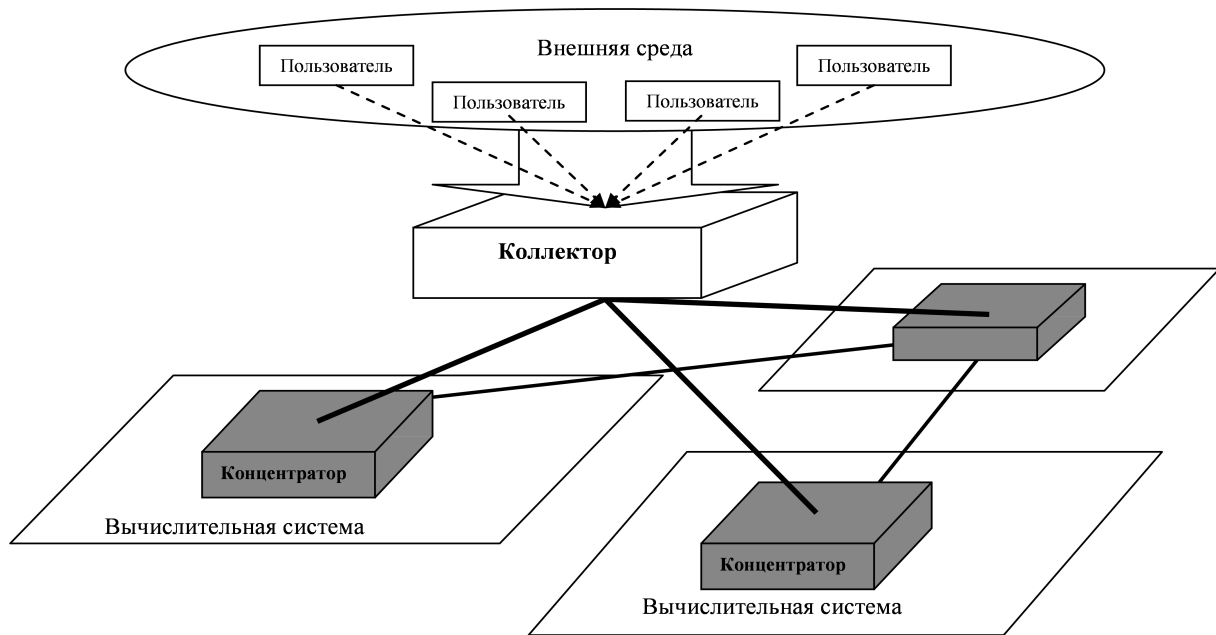 Внешняя среда
Пользователь
Пользователь
Пользователь
Пользователь
Коллектор
Концентратор
Вычислительная система
Концентратор
Вычислительная система